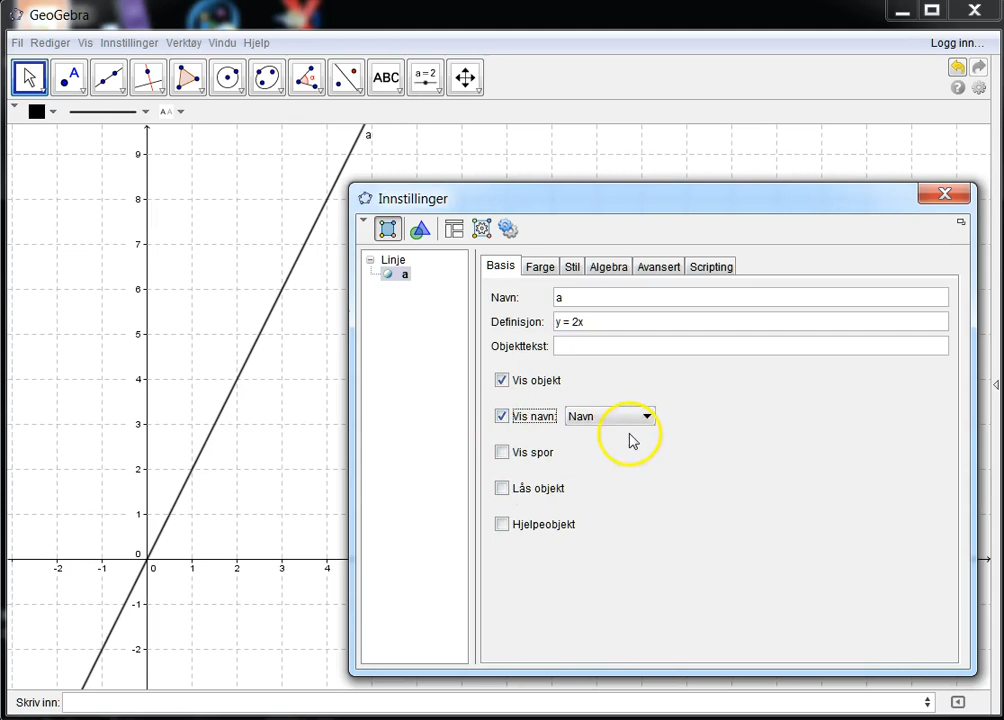 GeoGebra
Fil Rediger Vis Innstillinger Verktøy Vindu Hjelp Logg inn...
ABC a=2
AA
a
9
8
7
6
5
4
3
2
1
0
-2 -1 0 1 2 3 4
-1
-2
Innstillinger
Linje
a
Basis Farge Stil Algebra Avansert Scripting
Navn: a
Definisjon: y = 2x
Objekttekst:
Vis objekt
Vis navn: Navn
Vis spor
Lås objekt
Hjelpeobjekt
Skriv inn: